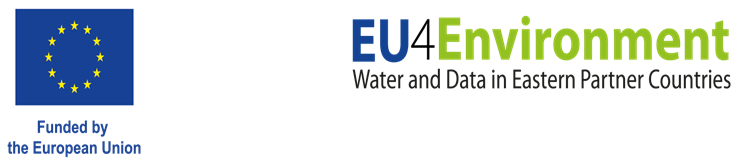 EU4Environment
Water and Data in Eastern Partner Countries
Funded by
the European Union